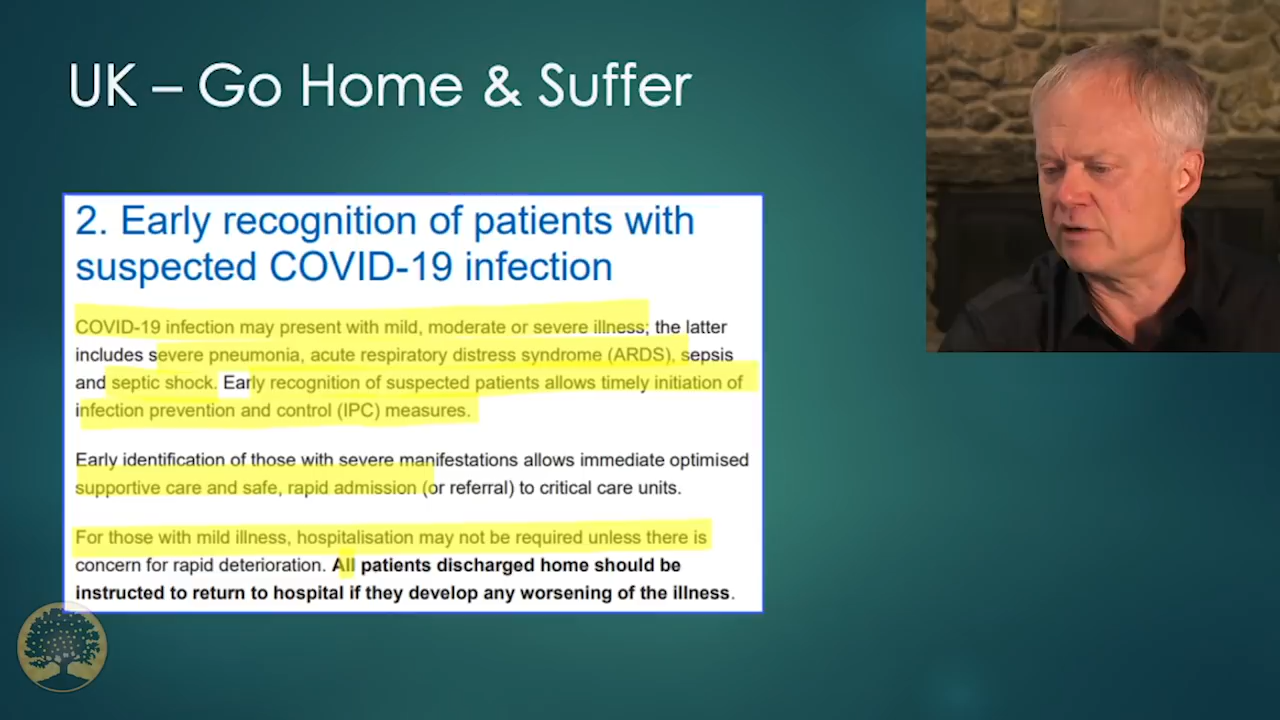 UK – Go Home & Suffer
2. Early recognition of patients with
suspected COVID-19 infection
COVID-19 infection may present with mild, moderate or severe illness; the latter
includes severe pneumonia, acute respiratory distress syndrome (ARDS), sepsis
and septic shock. Early recognition of suspected patients allows timely initiation of
infection prevention and control (IPC) measures.
Early identification of those with severe manifestations allows immediate optimised
supportive care and safe, rapid admission (or referral) to critical care units.
For those with mild illness, hospitalisation may not be required unless there is
concern for rapid deterioration. All patients discharged home should be
instructed to return to hospital if they develop any worsening of the illness.